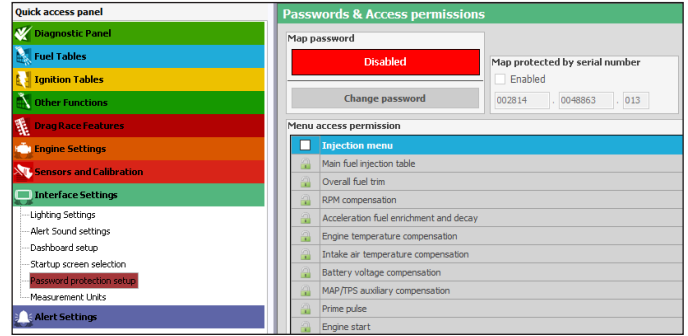 Quick access panel
Diagnostic Panel
Fuel Tables
Ignition Tables
Other Functions
Drag Race Features
Engine Settings
Sensors and Calibration
Interface Settings
Lighting Settings
Alert Sound settings
Dashboard setup
Startup screen selection
Password protection setup
Measurement Units
Alert Settings
Passwords & Access permissions
Map password
Disabled
Change password
Map protected by serial number
Enabled
002814 . 0048863 . 013
Menu access permission
Injection menu
Main fuel injection table
Overall fuel trim
RPM compensation
Acceleration fuel enrichment and decay
Engine temperature compensation
Intake air temperature compensation
Battery voltage compensation
MAP/TPS auxiliary compensation
Prime pulse
Engine start